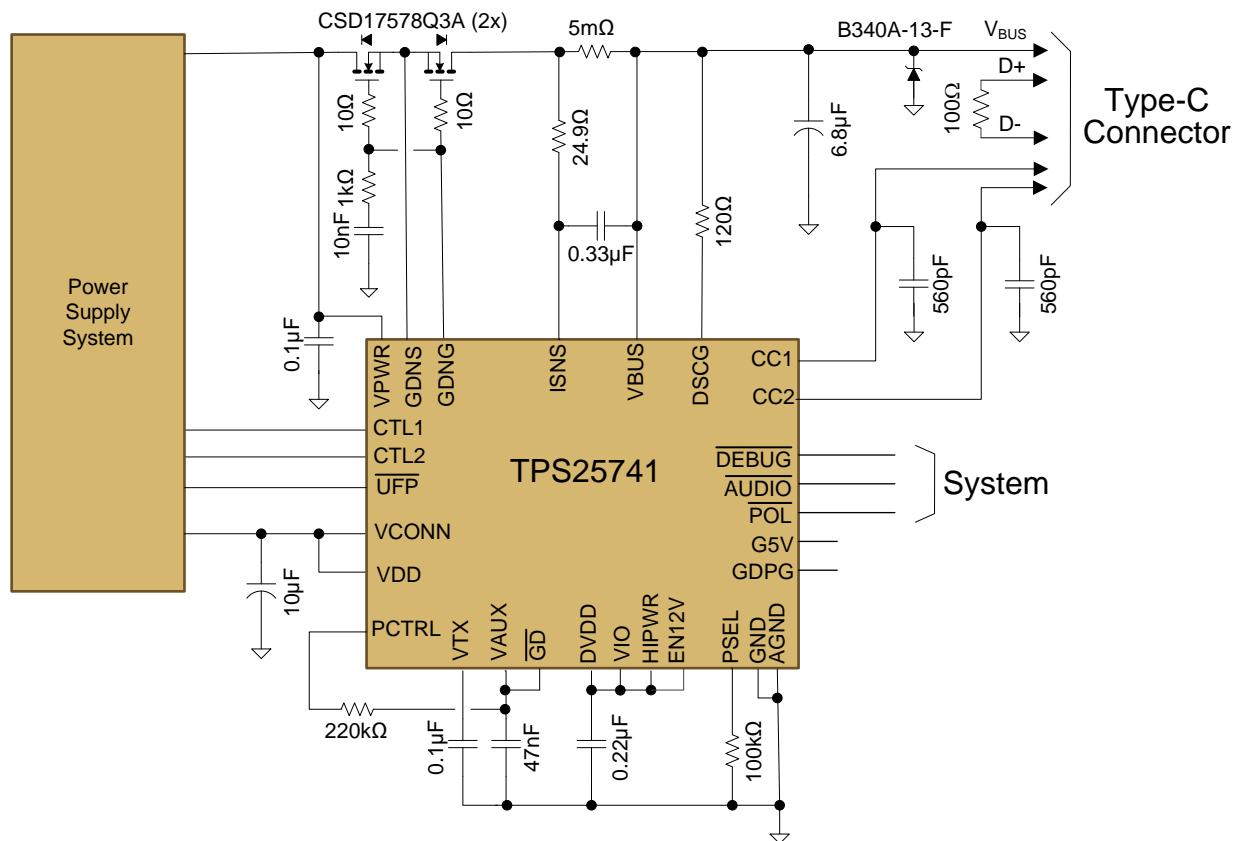 CSD17578Q3A (2x)
5mΩ
B340A-13-F
VBUS
D+
100Ω
D-
Type-C
Connector
10Ω
10Ω
24.9Ω
6.8µF
1kΩ
10nF
120Ω
0.33µF
560pF
560pF
Power
Supply
System
0.1µF
VPWR
GDNS
GDNG
ISNS
VBUS
DSCG
CC1
CC2
CTL1
CTL2
UFP
TPS25741
DEBUG
AUDIO
POL
System
VCONN
G5V
VDD
GDPG
10µF
PCTRL
VTX
VAUX
GD
DVDD
VIO
HIPWR
EN12V
PSEL
GND
AGND
220kΩ
0.1µF
47nF
0.22µF
100kΩ